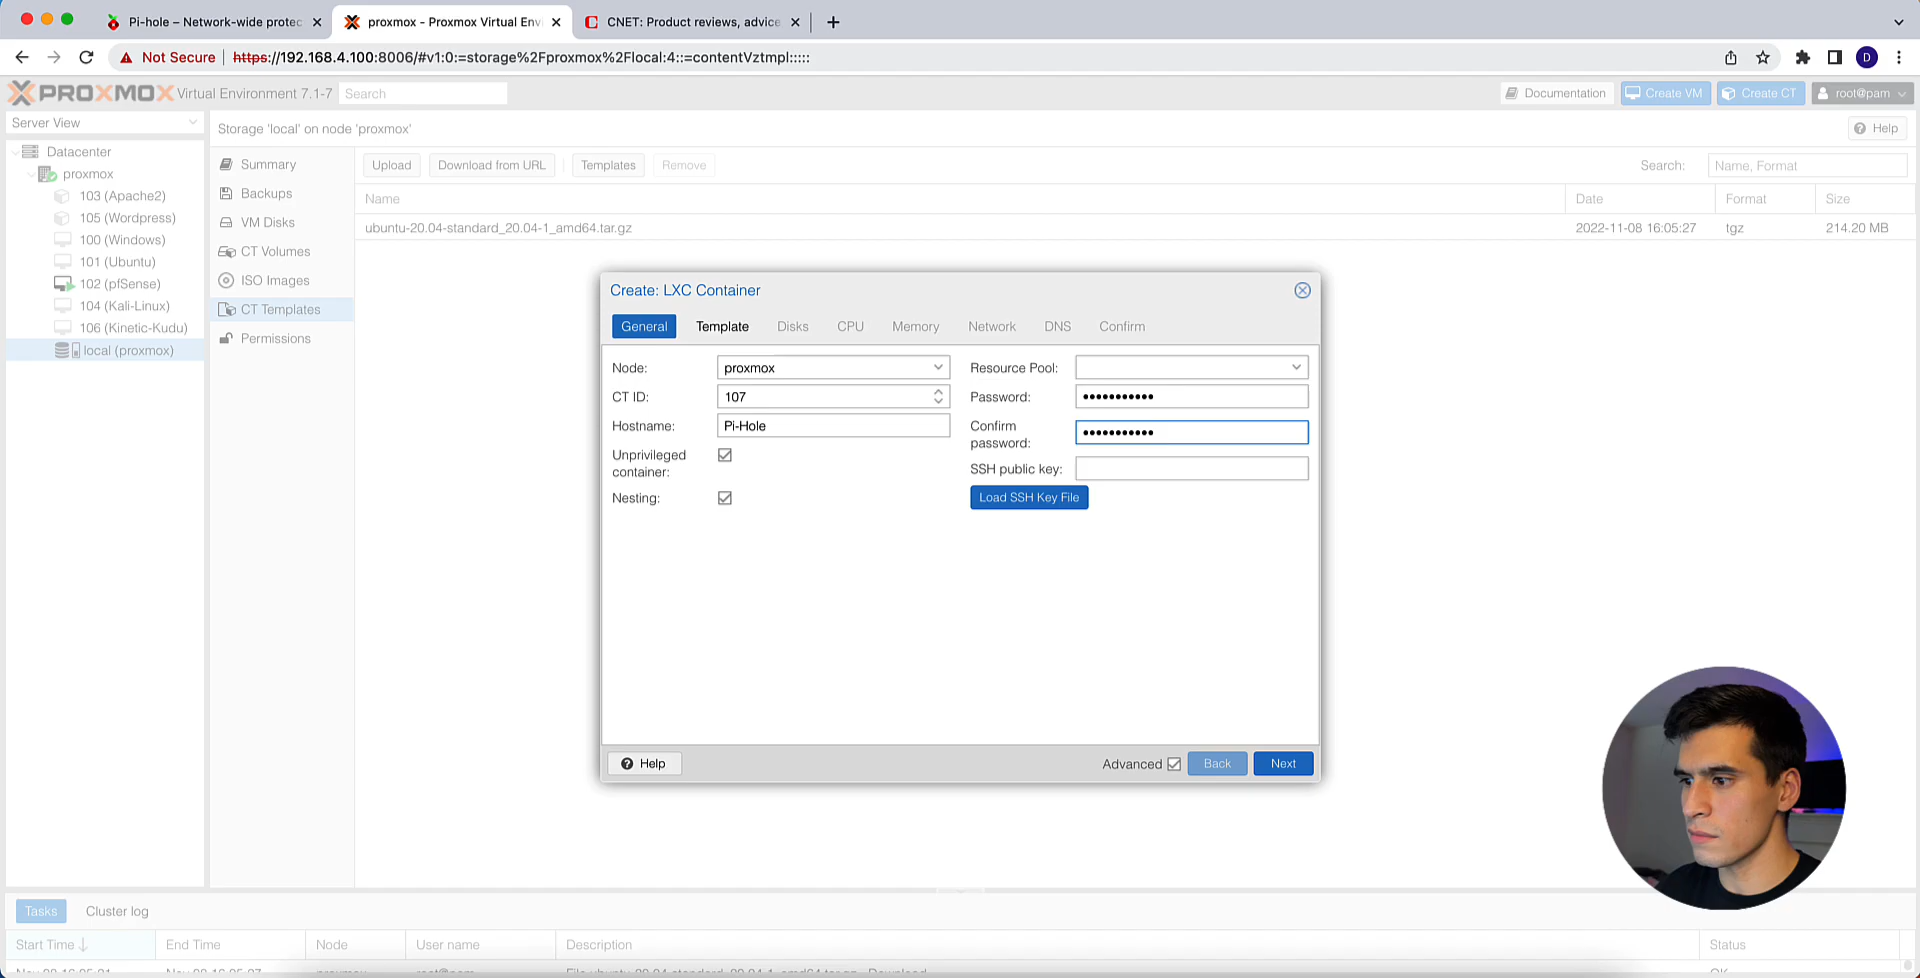 Pi-hole – Network-wide protec
proxmox - Proxmox Virtual Envi
CNET: Product reviews, advice
Not Secure https://192.168.4.100:8006/#v1:0:=storage%2Fproxmox%2Flocal:4::=contentVztmpl:::::
D
PROXMOX Virtual Environment 7.1-7 Search
Documentation Create VM Create CT root@pam
Server View
Storage 'local' on node 'proxmox' Help
Datacenter
proxmox
103 (Apache2)
105 (Wordpress)
100 (Windows)
101 (Ubuntu)
102 (pfSense)
104 (Kali-Linux)
106 (Kinetic-Kudu)
local (proxmox)
Summary
Backups
VM Disks
CT Volumes
ISO Images
CT Templates
Permissions
Upload Download from URL Templates Remove Search: Name, Format
Name Date Format Size
ubuntu-20.04-standard_20.04-1_amd64.tar.gz 2022-11-08 16:05:27 tgz 214.20 MB
Create: LXC Container
General Template Disks CPU Memory Network DNS Confirm
Node: proxmox
CT ID: 107
Hostname: Pi-Hole
Unprivileged
container:
Nesting:
Resource Pool:
Password: •••••••••••
Confirm
password: •••••••••••
SSH public key:
Load SSH Key File
Help Advanced Back Next
Tasks Cluster log
Start Time End Time Node User name Description Status